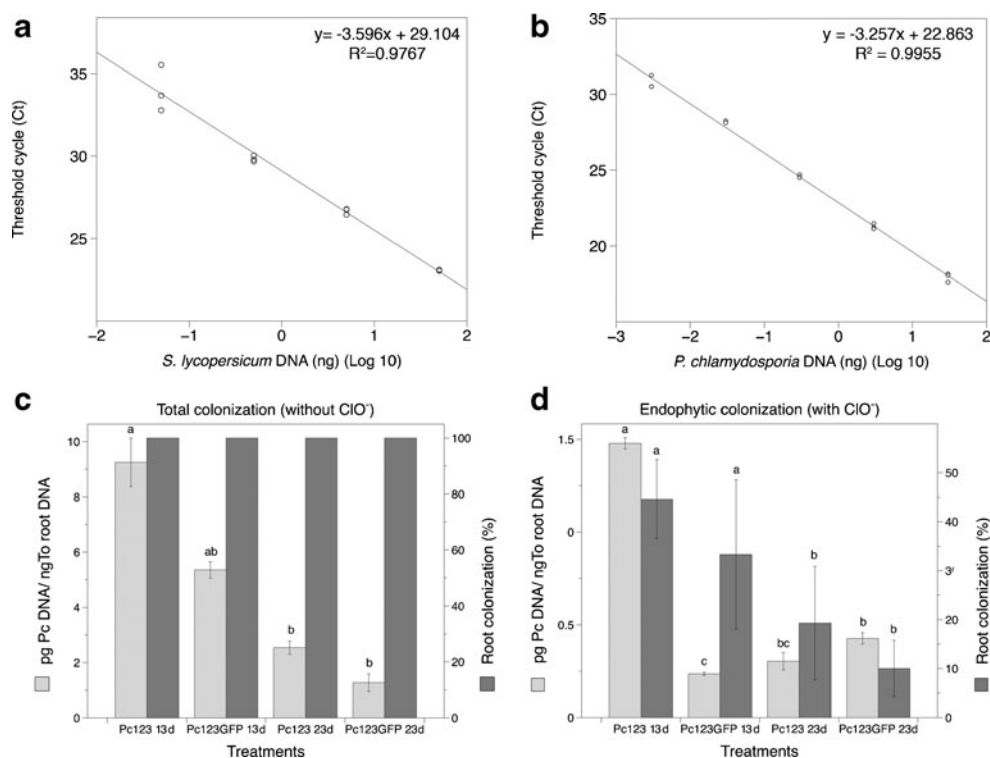 a
y= -3.596x + 29.104
R²=0.9767
Threshold cycle (Ct)
35
30
25
−2
−1
0
1
2
S. lycopersicum DNA (ng) (Log 10)
b
y = -3.257x + 22.863
R² = 0.9955
Threshold cycle (Ct)
35
30
25
20
−3
−2
−1
0
1
2
P. chlamydosporia DNA (ng) (Log 10)
c
Total colonization (without ClO⁻)
pg Pc DNA/ ngTo root DNA
10
8
6
4
2
0
a
ab
b
b
100
80
60
40
20
0
Root colonization (%)
Pc123 13d
Pc123GFP 13d
Pc123 23d
Pc123GFP 23d
Treatments
d
Endophytic colonization (with ClO⁻)
pg Pc DNA/ ngTo root DNA
1.5
0
0.5
0
a
a
c
a
bc
b
b
b
50
40
3
20
10
0
Root colonization (%)
Pc123 13d
Pc123GFP 13d
Pc123 23d
Pc123GFP 23d
Treatments